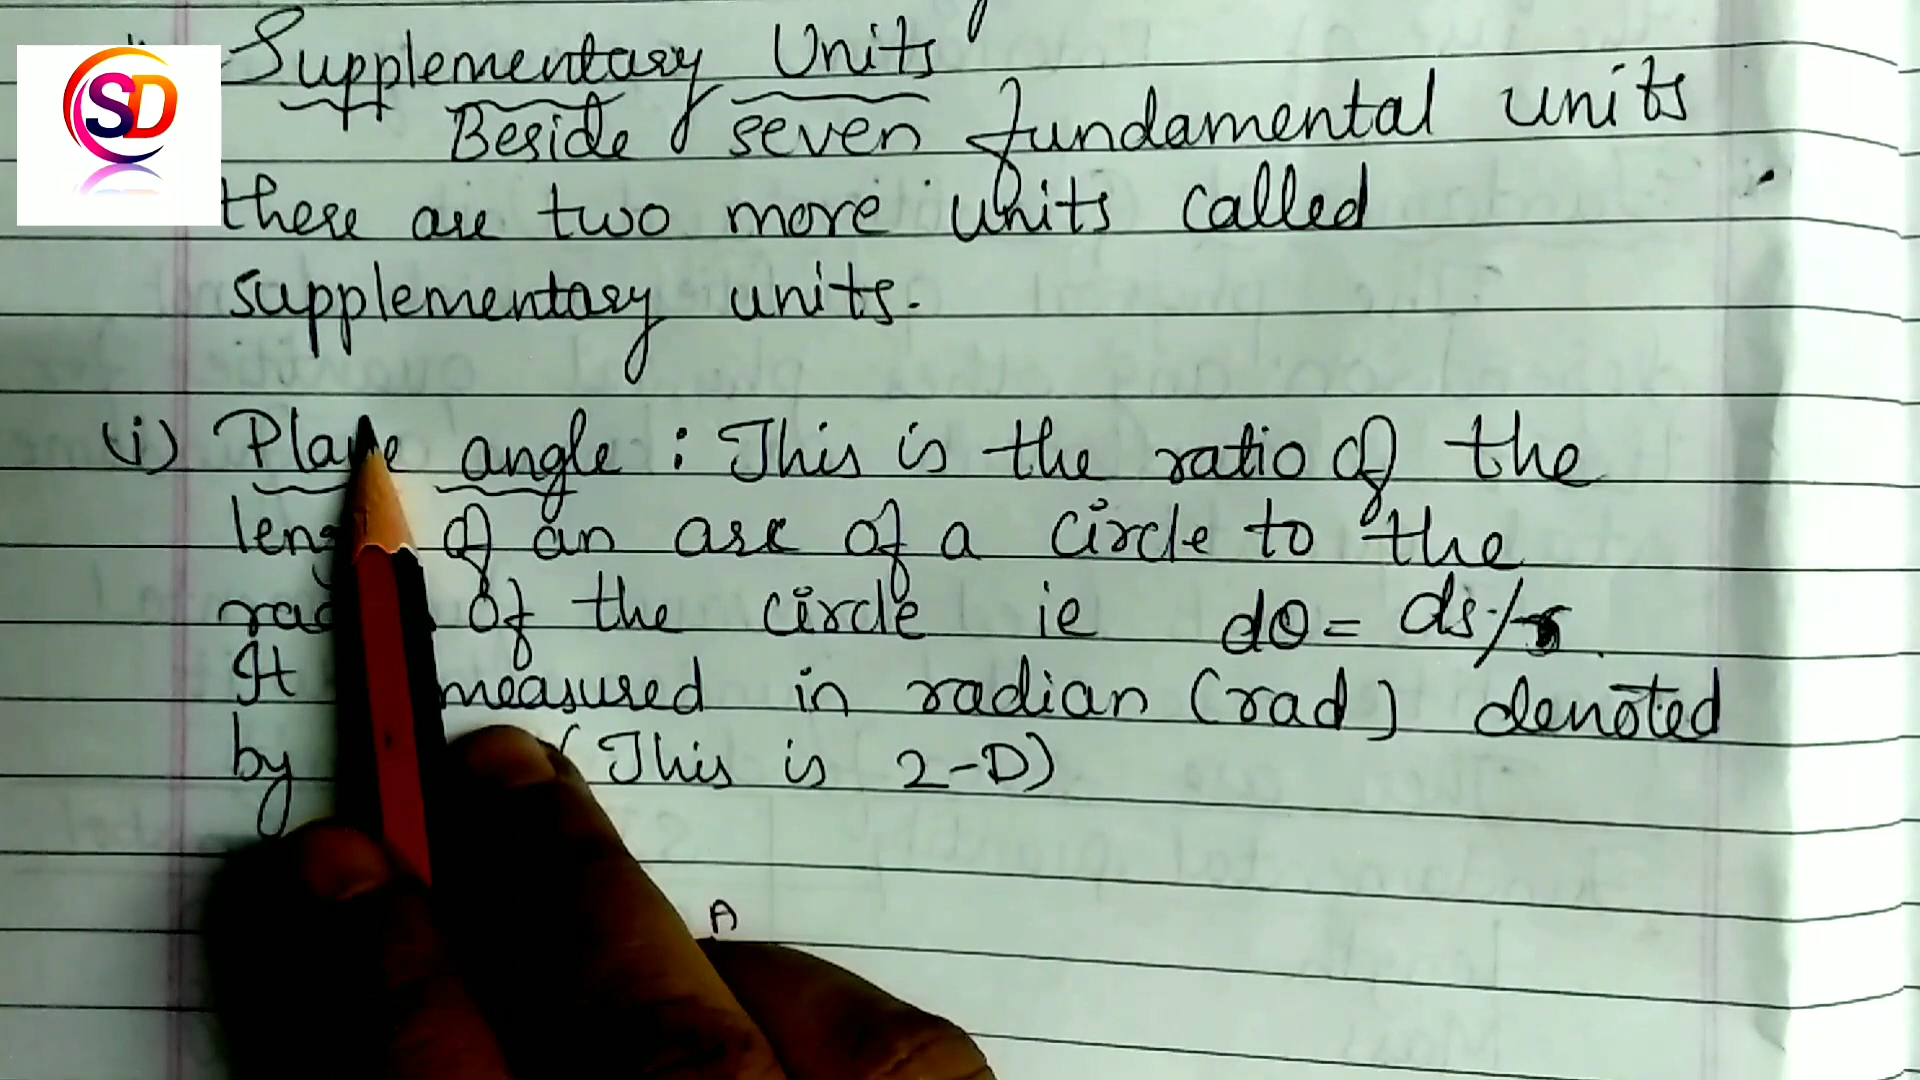 SD
Supplementary Units
Beside seven fundamental units
there are two more units called
supplementary units.
(i) Plane angle : This is the ratio of the
of an arc of a circle to the
of the circle ie dθ = ds/r.
It measured in radian (rad) denoted
by (This is 2-D)
A